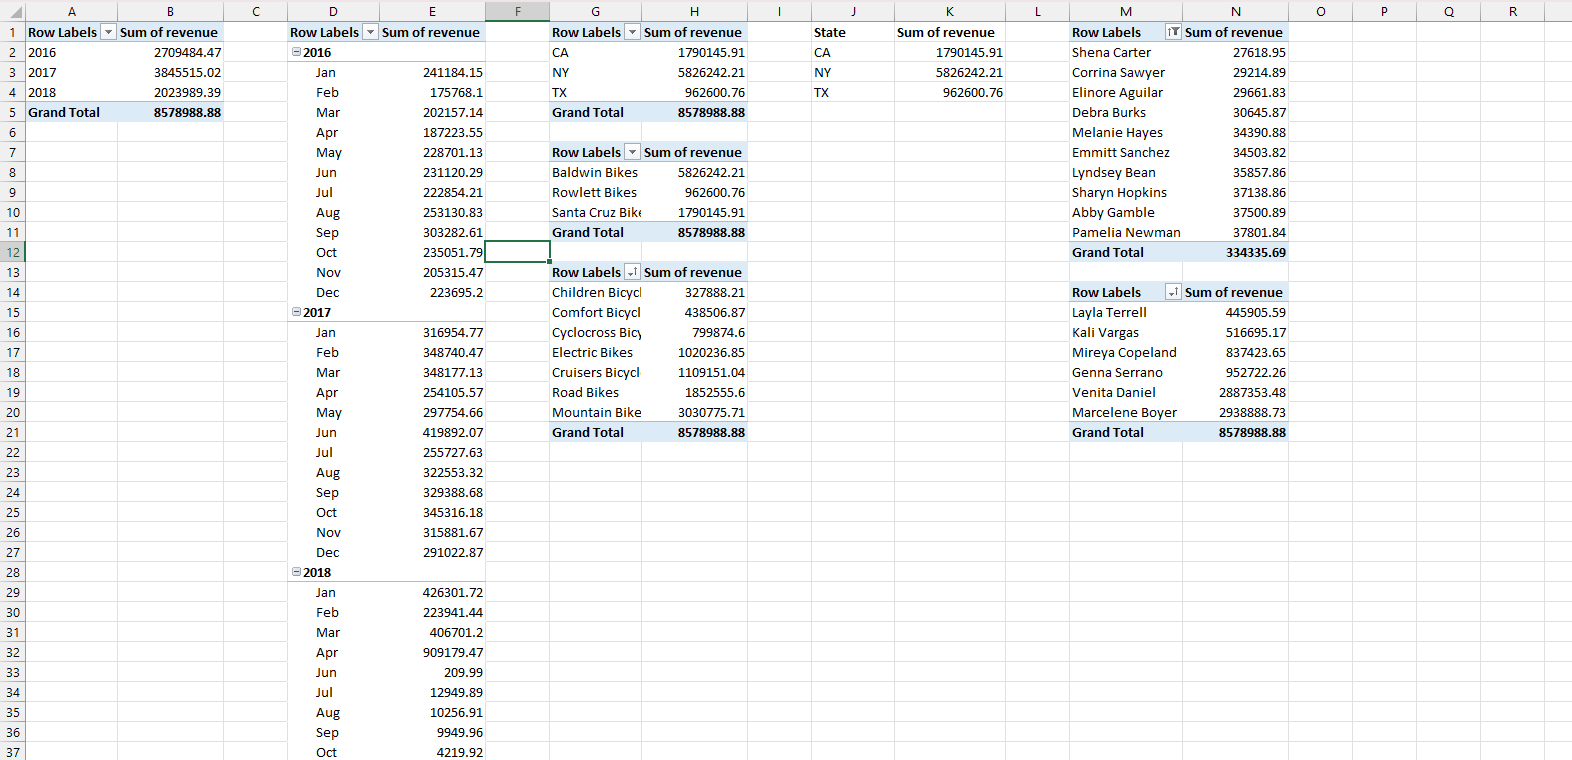 A B C D E F G H I J K L M N O P Q R
1 Row Labels Sum of revenue Row Labels Sum of revenue Row Labels Sum of revenue State Sum of revenue Row Labels Sum of revenue
2 2016 2709484.47 2016 CA 1790145.91 CA 1790145.91 Shena Carter 27618.95
3 2017 3845515.02 Jan 241184.15 NY 5826242.21 NY 5826242.21 Corrina Sawyer 29214.89
4 2018 2023989.39 Feb 175768.1 TX 962600.76 TX 962600.76 Elinore Aguilar 29661.83
5 Grand Total 8578988.88 Mar 202157.14 Grand Total 8578988.88 Debra Burks 30645.87
6 Apr 187223.55 Melanie Hayes 34390.88
7 May 228701.13 Row Labels Sum of revenue Emmitt Sanchez 34503.82
8 Jun 231120.29 Baldwin Bikes 5826242.21 Lyndsey Bean 35857.86
9 Jul 222854.21 Rowlett Bikes 962600.76 Sharyn Hopkins 37138.86
10 Aug 253130.83 Santa Cruz Bike 1790145.91 Abby Gamble 37500.89
11 Sep 303282.61 Grand Total 8578988.88 Pamelia Newman 37801.84
12 Oct 235051.79 Grand Total 334335.69
13 Nov 205315.47 Row Labels Sum of revenue
14 Dec 223695.2 Children Bicycl 327888.21 Row Labels Sum of revenue
15 2017 Comfort Bicycl 438506.87 Layla Terrell 445905.59
16 Jan 316954.77 Cyclocross Bicy 799874.6 Kali Vargas 516695.17
17 Feb 348740.47 Electric Bikes 1020236.85 Mireya Copeland 837423.65
18 Mar 348177.13 Cruisers Bicycl 1109151.04 Genna Serrano 952722.26
19 Apr 254105.57 Road Bikes 1852555.6 Venita Daniel 2887353.48
20 May 297754.66 Mountain Bike 3030775.71 Marcelene Boyer 2938888.73
21 Jun 419892.07 Grand Total 8578988.88 Grand Total 8578988.88
22 Jul 255727.63
23 Aug 322553.32
24 Sep 329388.68
25 Oct 345316.18
26 Nov 315881.67
27 Dec 291022.87
28 2018
29 Jan 426301.72
30 Feb 223941.44
31 Mar 406701.2
32 Apr 909179.47
33 Jun 209.99
34 Jul 12949.89
35 Aug 10256.91
36 Sep 9949.96
37 Oct 4219.92